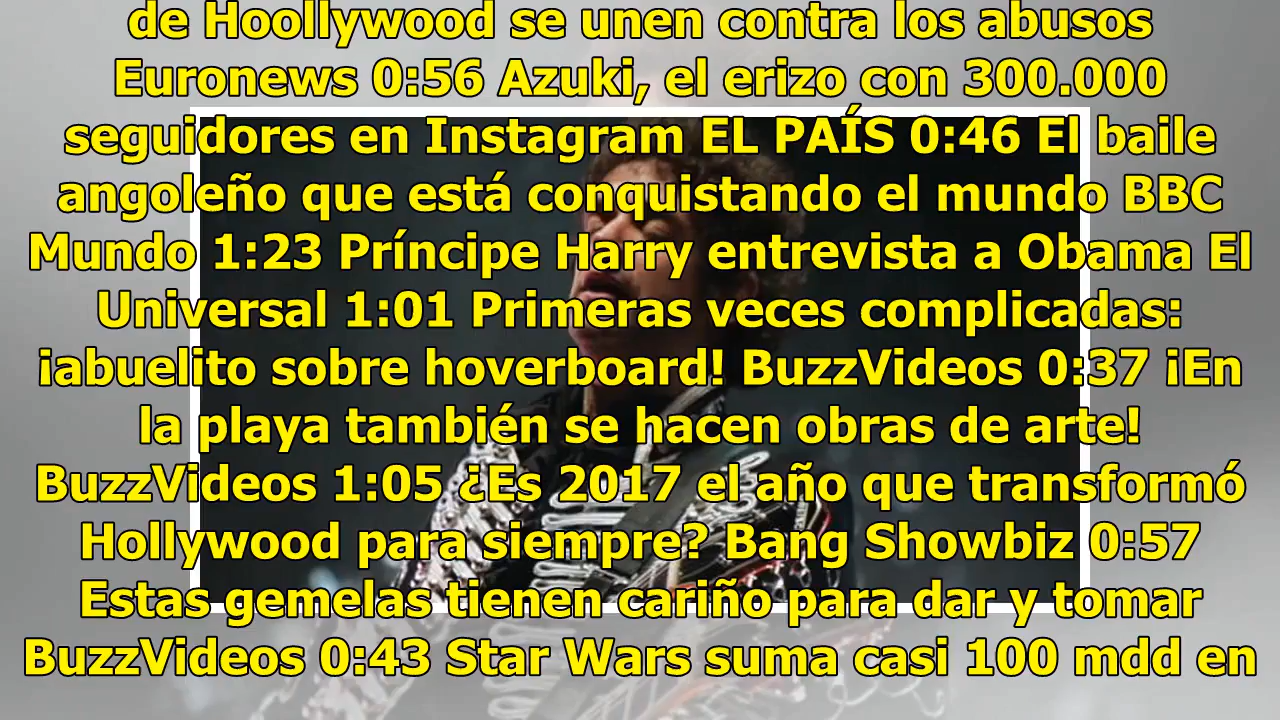 de Hoollywood se unen contra los abusos
Euronews 0:56 Azuki, el erizo con 300.000
seguidores en Instagram EL PAÍS 0:46 El baile
angoleño que está conquistando el mundo BBC
Mundo 1:23 Príncipe Harry entrevista a Obama El
Universal 1:01 Primeras veces complicadas:
¡abuelito sobre hoverboard! BuzzVideos 0:37 ¡En
la playa también se hacen obras de arte!
BuzzVideos 1:05 ¿Es 2017 el año que transformó
Hollywood para siempre? Bang Showbiz 0:57
Estas gemelas tienen cariño para dar y tomar
BuzzVideos 0:43 Star Wars suma casi 100 mdd en